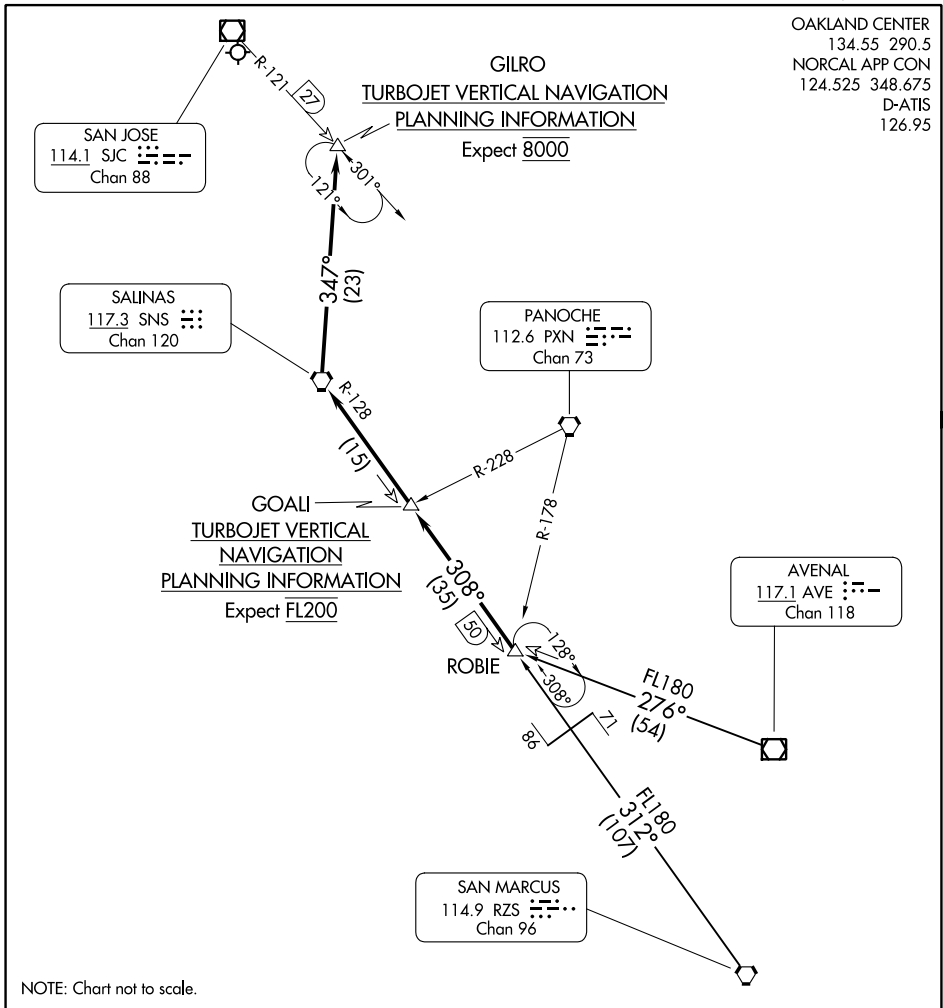 OAKLAND CENTER
134.55 290.5
NORCAL APP CON
124.525 348.675
D-ATIS
126.95
R-121
27
GILRO
TURBOJET VERTICAL NAVIGATION
PLANNING INFORMATION
Expect 8000
SAN JOSE
114.1 SJC
Chan 88
301°
121°
347°
(23)
SALINAS
117.3 SNS
Chan 120
PANOCHE
112.6 PXN
Chan 73
R-128
(15)
R-228
R-178
GOALI
TURBOJET VERTICAL
NAVIGATION
PLANNING INFORMATION
Expect FL200
308°
(35)
50
ROBIE
128°
308°
AVENAL
117.1 AVE
Chan 118
FL180
276°
(54)
71
86
FL180
312°
(107)
SAN MARCUS
114.9 RZS
Chan 96
NOTE: Chart not to scale.